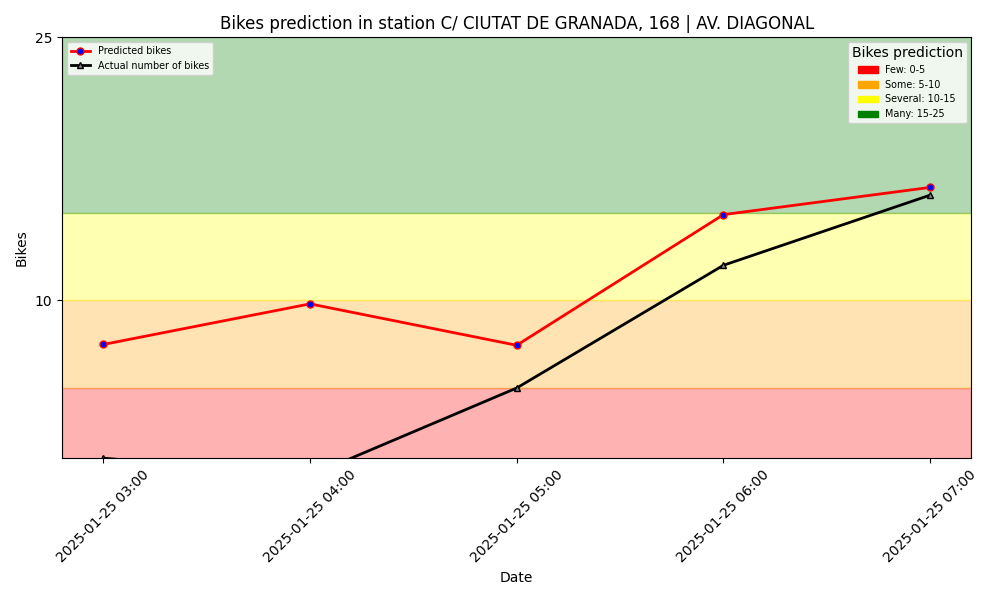 Bikes prediction in station C/ CIUTAT DE GRANADA, 168 | AV. DIAGONAL
25
Predicted bikes
Actual number of bikes
Bikes prediction
Few: 0-5
Some: 5-10
Several: 10-15
Many: 15-25
Bikes
10
2025-01-25 03:00
2025-01-25 04:00
2025-01-25 05:00
2025-01-25 06:00
2025-01-25 07:00
Date